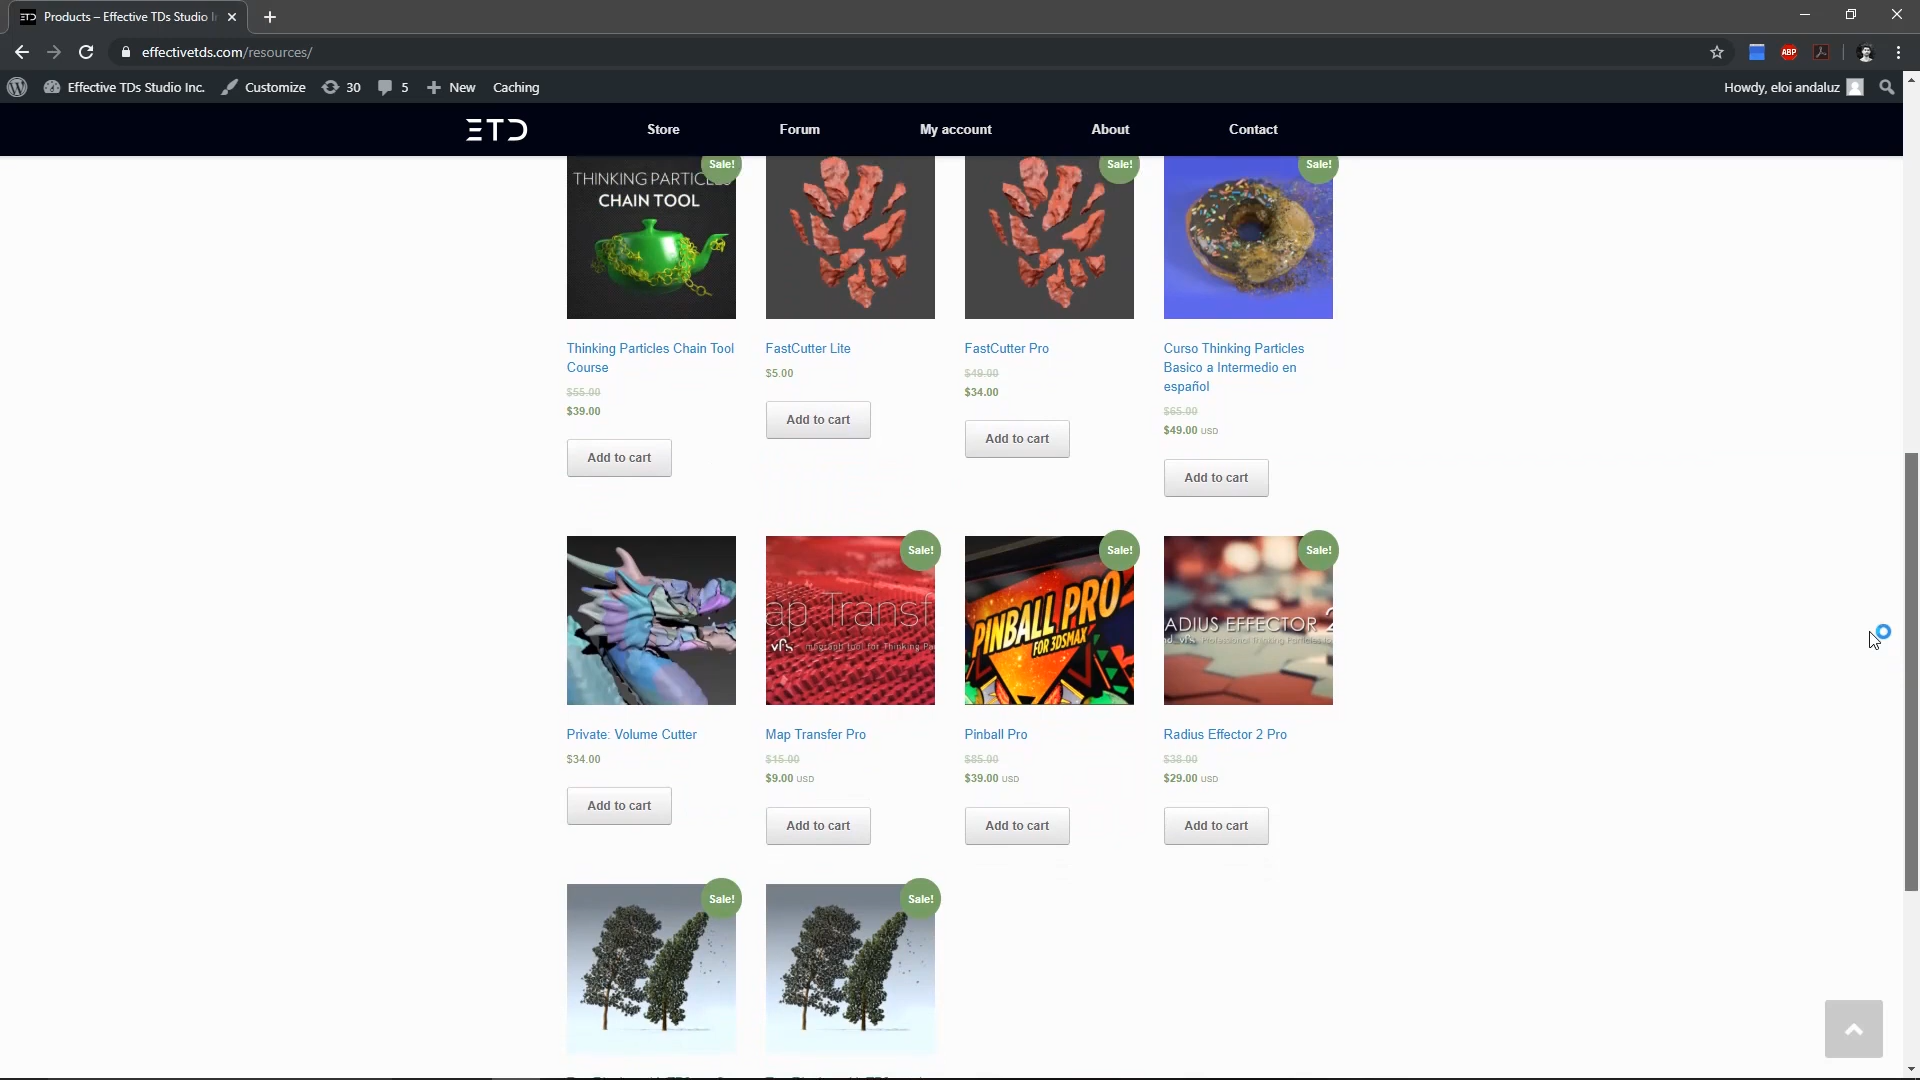 Products – Effective TDs Studio I
effectivetds.com/resources/
ABP
Effective TDs Studio Inc.
Customize
30
5
New
Caching
Howdy, eloi andaluz
ETD
Store
Forum
My account
About
Contact
Sale!
Sale!
Sale!
THINKING PARTICLES
CHAIN TOOL
Thinking Particles Chain Tool
Course
$55.00
$39.00
Add to cart
FastCutter Lite
$5.00
Add to cart
FastCutter Pro
$49.00
$34.00
Add to cart
Curso Thinking Particles
Basico a Intermedio en
español
$65.00
$49.00 USD
Add to cart
Sale!
Sale!
Sale!
ap Transf
vfs
PINBALL PRO
FOR 3DSMAX
ADIUS EFFECTOR 2
Private: Volume Cutter
$34.00
Add to cart
Map Transfer Pro
$15.00
$9.00 USD
Add to cart
Pinball Pro
$85.00
$39.00 USD
Add to cart
Radius Effector 2 Pro
$38.00
$29.00 USD
Add to cart
Sale!
Sale!